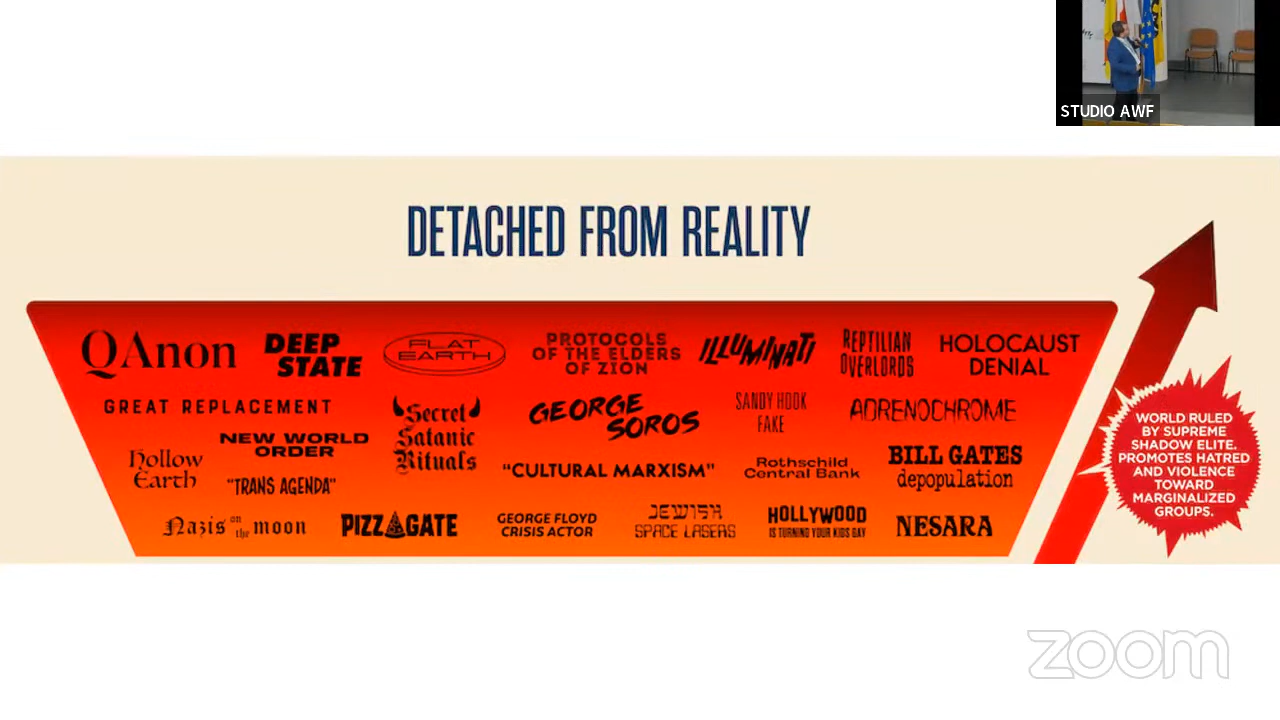 STUDIO AWF
DETACHED FROM REALITY
QAnon
DEEP
STATE
FLAT
EARTH
PROTOCOLS
OF THE ELDERS
OF ZION
ILLUMINATI
REPTILIAN
OVERLORDS
HOLOCAUST
DENIAL
GREAT REPLACEMENT
Secret
Satanic
Rituals
GEORGE
SOROS
SANDY HOOK
FAKE
ADRENOCHROME
NEW WORLD
ORDER
Hollow
Earth
"TRANS AGENDA"
"CULTURAL MARXISM"
Rothschild
Central Bank
BILL GATES
depopulation
Nazis on the moon
PIZZAGATE
GEORGE FLOYD
CRISIS ACTOR
JEWISH
SPACE LASERS
HOLLYWOOD
IS TURNING YOUR KIDS GAY
NESARA
WORLD RULED
BY SUPREME
SHADOW ELITE.
PROMOTES HATRED
AND VIOLENCE
TOWARD
MARGINALIZED
GROUPS.
zoom